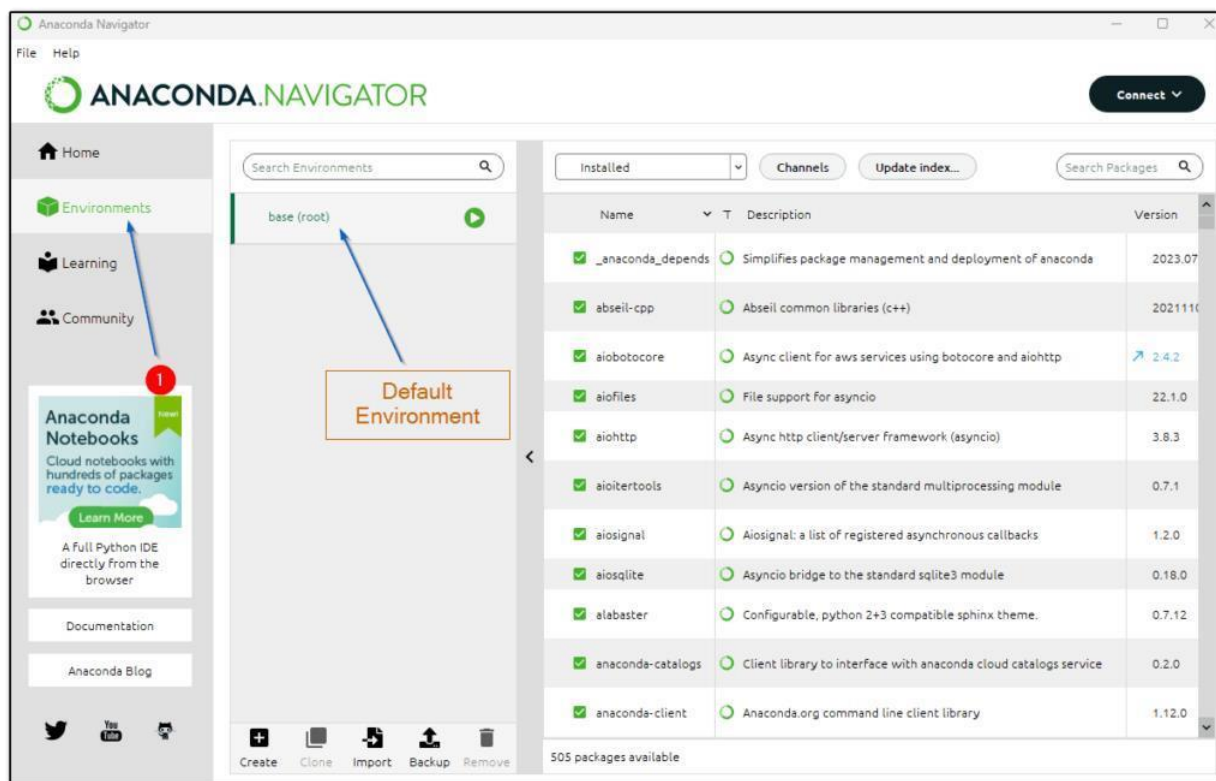 Anaconda Navigator
File Help
ANACONDA.NAVIGATOR
Connect
Home
Environments
Learning
Community
1
Anaconda
Notebooks
New!
Cloud notebooks with
hundreds of packages
ready to code.
Learn More
A full Python IDE
directly from the
browser
Documentation
Anaconda Blog
You
Tube
Search Environments
base (root)
Default
Environment
Create Clone Import Backup Remove
Installed Channels Update index... Search Packages
Name T Description Version
_anaconda_depends Simplifies package management and deployment of anaconda 2023.07
abseil-cpp Abseil common libraries (c++) 2021110
aiobotocore Async client for aws services using botocore and aiohttp 2.4.2
aiofiles File support for asyncio 22.1.0
aiohttp Async http client/server framework (asyncio) 3.8.3
aioitertools Asyncio version of the standard multiprocessing module 0.7.1
aiosignal Aiosignal: a list of registered asynchronous callbacks 1.2.0
aiosqlite Asyncio bridge to the standard sqlite3 module 0.18.0
alabaster Configurable, python 2+3 compatible sphinx theme. 0.7.12
anaconda-catalogs Client library to interface with anaconda cloud catalogs service 0.2.0
anaconda-client Anaconda.org command line client library 1.12.0
505 packages available